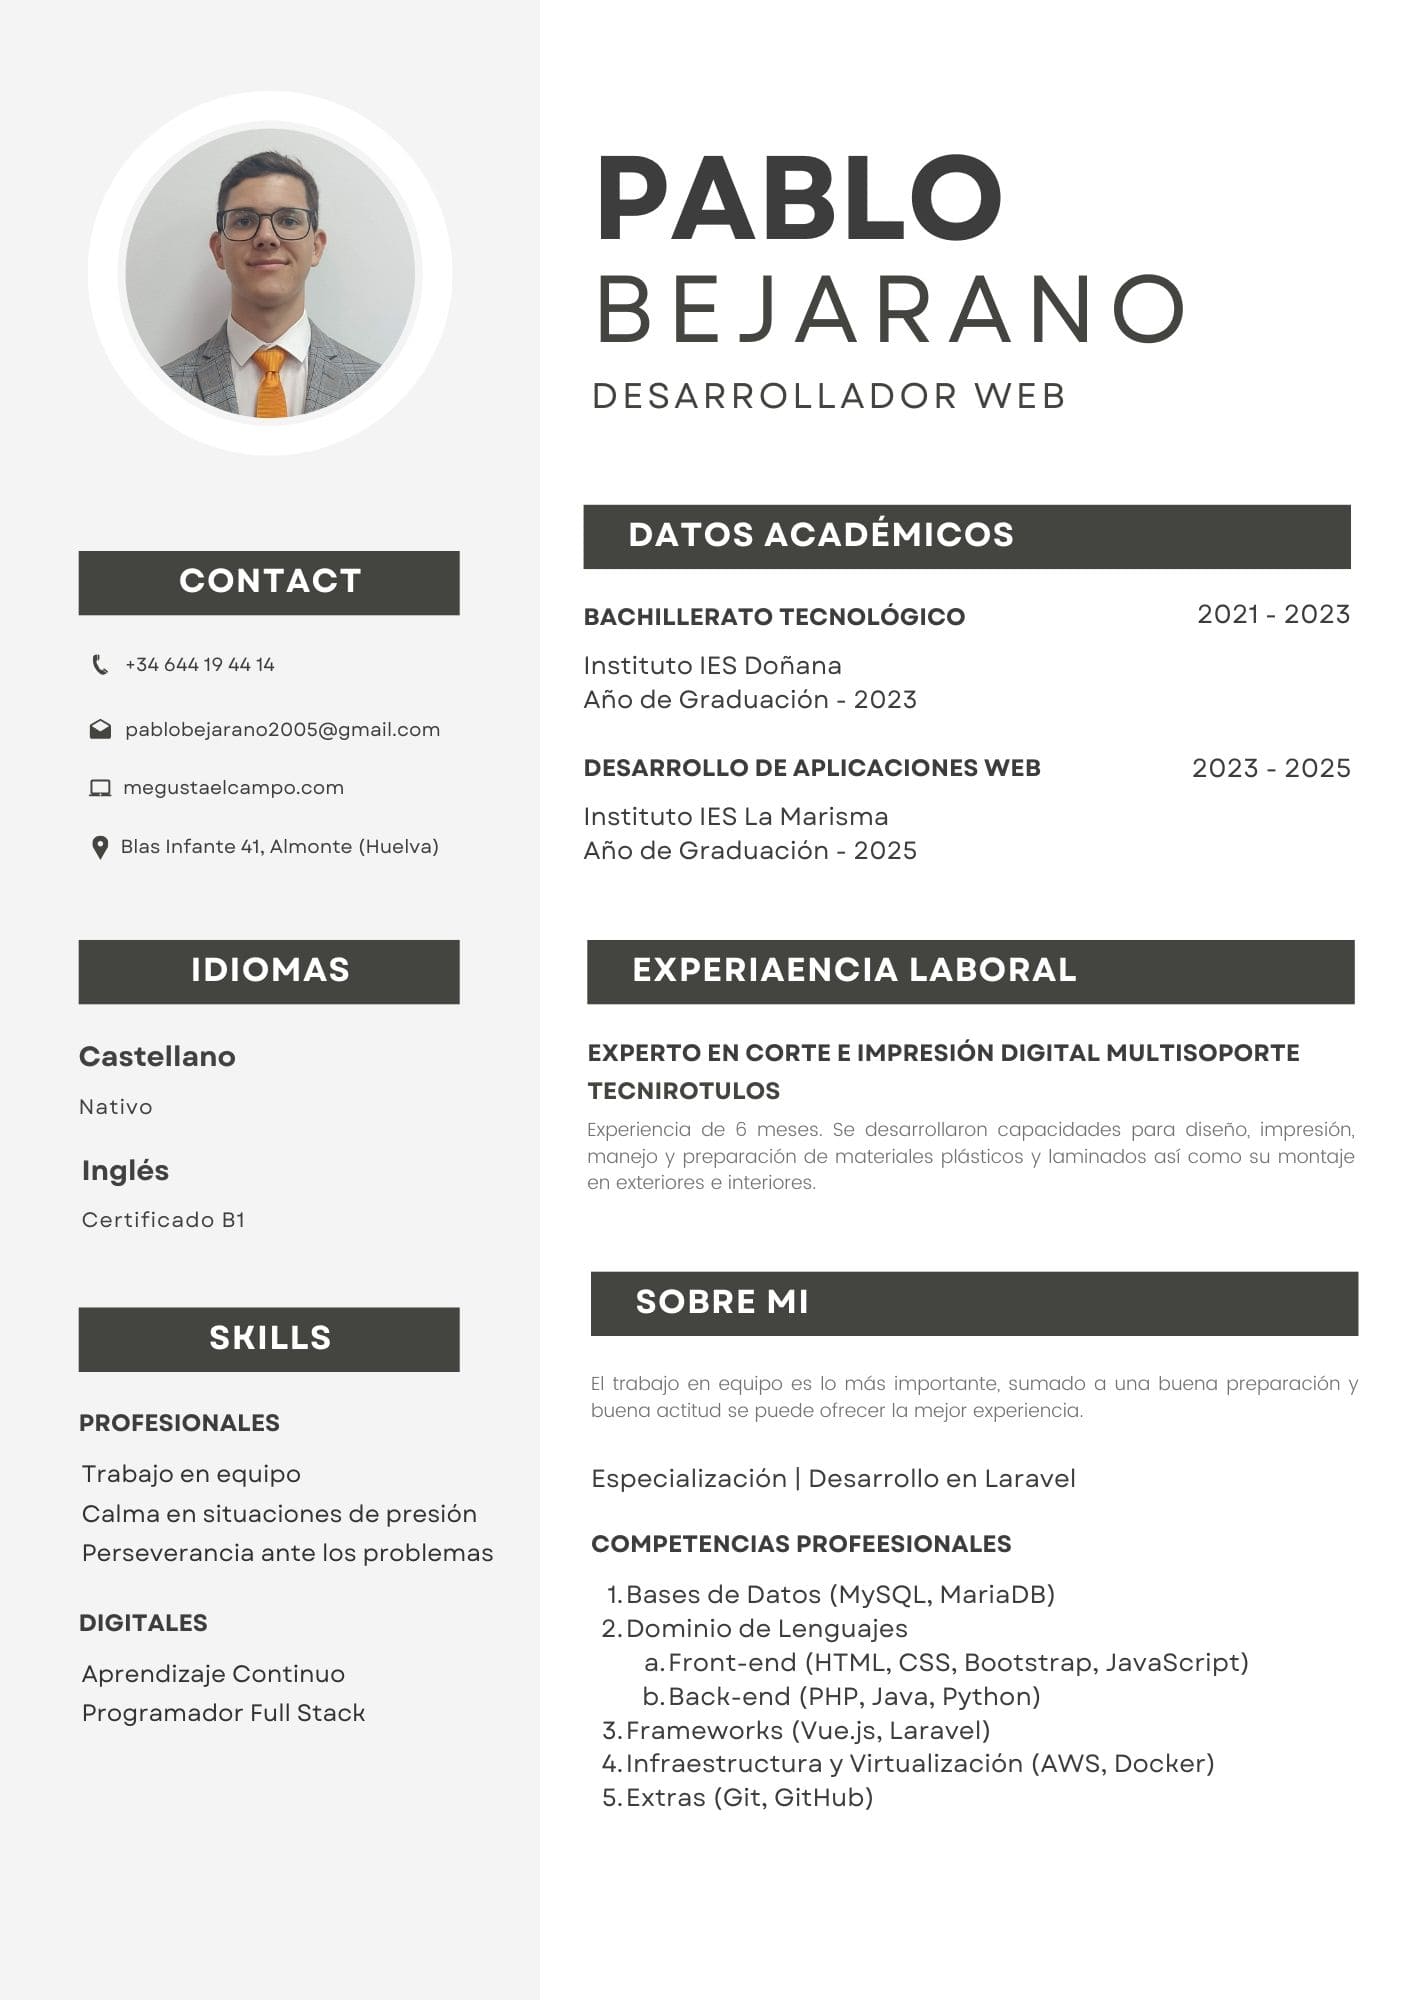 PABLO
BEJARANO
DESARROLLADOR WEB
CONTACT
+34 644 19 44 14
pablobejarano2005@gmail.com
megustaelcampo.com
Blas Infante 41, Almonte (Huelva)
IDIOMAS
Castellano
Nativo
Inglés
Certificado B1
SKILLS
PROFESIONALES
Trabajo en equipo
Calma en situaciones de presión
Perseverancia ante los problemas
DIGITALES
Aprendizaje Continuo
Programador Full Stack
DATOS ACADÉMICOS
BACHILLERATO TECNOLÓGICO 2021 - 2023
Instituto IES Doñana
Año de Graduación - 2023
DESARROLLO DE APLICACIONES WEB 2023 - 2025
Instituto IES La Marisma
Año de Graduación - 2025
EXPERIAENCIA LABORAL
EXPERTO EN CORTE E IMPRESIÓN DIGITAL MULTISOPORTE
TECNIROTULOS
Experiencia de 6 meses. Se desarrollaron capacidades para diseño, impresión,
manejo y preparación de materiales plásticos y laminados así como su montaje
en exteriores e interiores.
SOBRE MI
El trabajo en equipo es lo más importante, sumado a una buena preparación y
buena actitud se puede ofrecer la mejor experiencia.
Especialización | Desarrollo en Laravel
COMPETENCIAS PROFEESIONALES
1. Bases de Datos (MySQL, MariaDB)
2. Dominio de Lenguajes
a. Front-end (HTML, CSS, Bootstrap, JavaScript)
b. Back-end (PHP, Java, Python)
3. Frameworks (Vue.js, Laravel)
4. Infraestructura y Virtualización (AWS, Docker)
5. Extras (Git, GitHub)